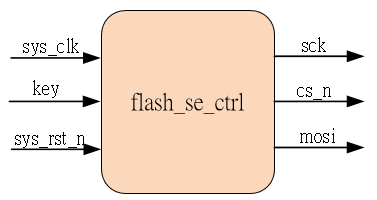 sys_clk
key
sys_rst_n
flash_se_ctrl
sck
cs_n
mosi